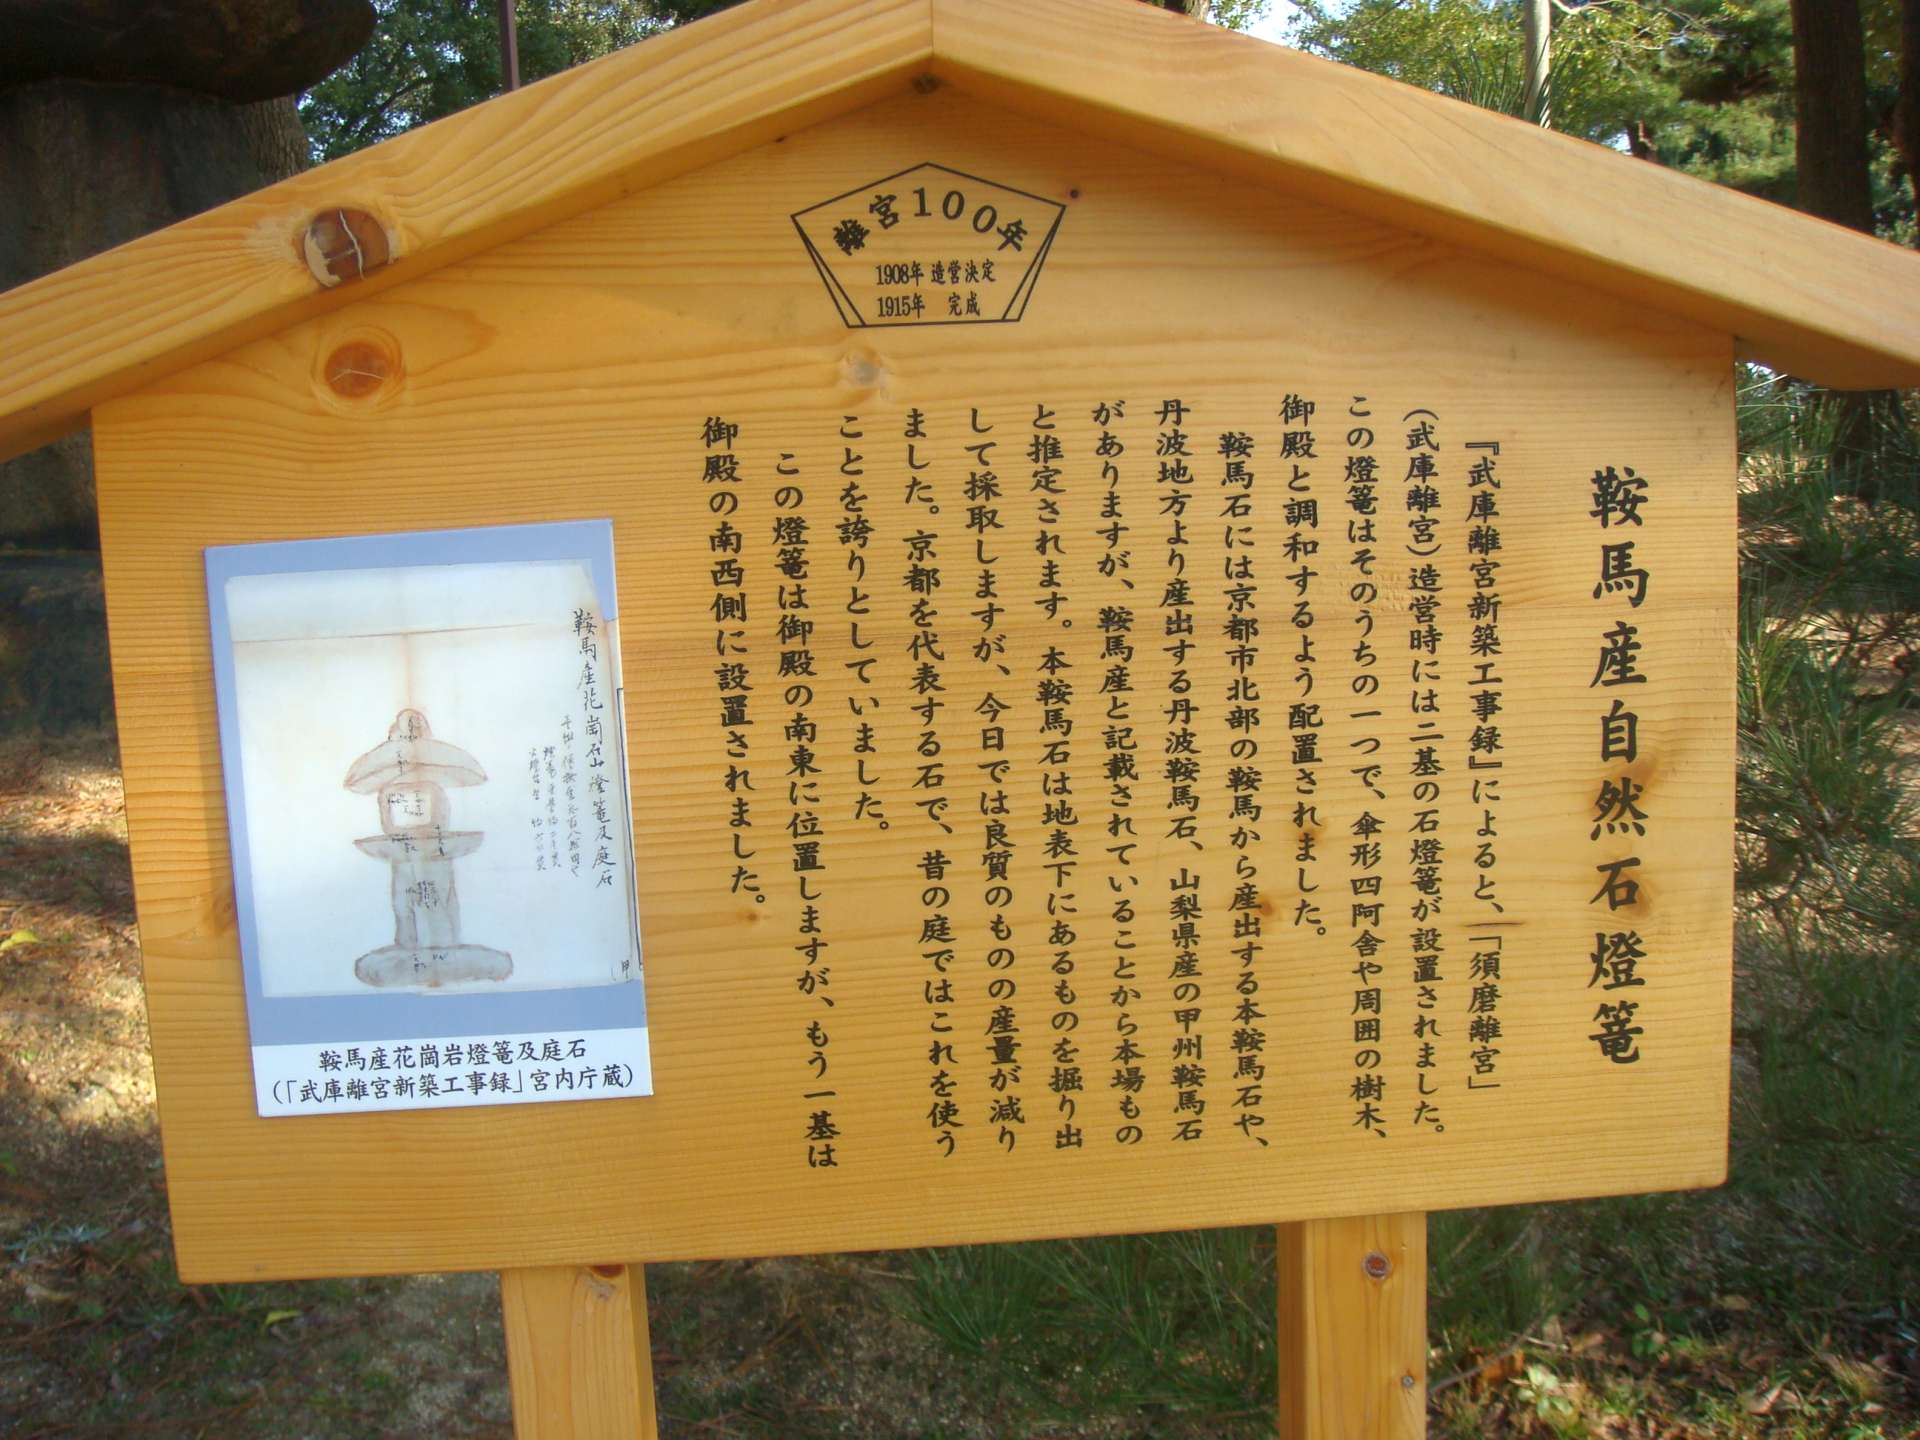 離宮100年
1908年 造営決定
1915年 完成
鞍馬産自然石燈篭
『武庫離宮新築工事録』によると、「須磨離宮」
（武庫離宮）造営時には二基の石燈篭が設置されました。
この燈篭はそのうちの一つで、傘形四阿舎や周囲の樹木、
御殿と調和するよう配置されました。
鞍馬石には京都市北部の鞍馬から産出する本鞍馬石や、
丹波地方より産出する丹波鞍馬石、山梨県産の甲州鞍馬石
がありますが、鞍馬産と記載されていることから本場もの
と推定されます。本鞍馬石は地表下にあるものを掘り出
して採取しますが、今日では良質のものの産量が減り
ました。京都を代表する石で、昔の庭ではこれを使う
ことを誇りとしていました。
この燈篭は御殿の南東に位置しますが、もう一基は
御殿の南西側に設置されました。
鞍馬産花崗石山燈篭及庭石
鞍馬産花崗岩燈篭及庭石
（「武庫離宮新築工事録」宮内庁蔵）